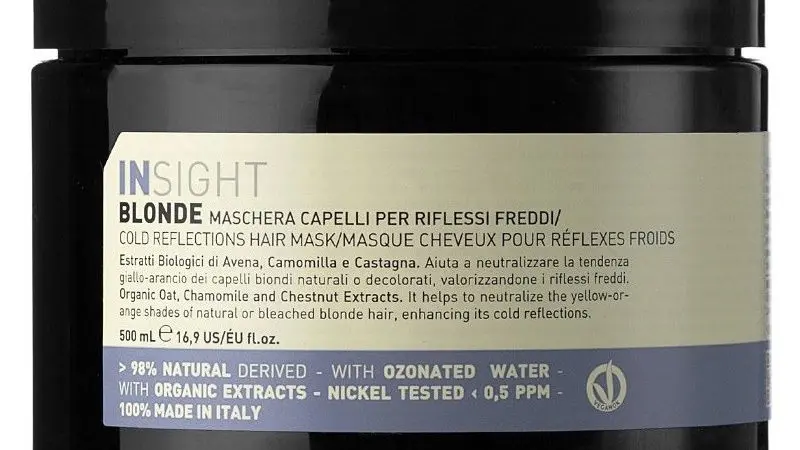 INSIGHT
BLONDE MASCHERA CAPELLI PER RIFLESSI FREDDI/
COLD REFLECTIONS HAIR MASK/MASQUE CHEVEUX POUR RÉFLEXES FROIDS
Estratti Biologici di Avena, Camomilla e Castagna. Aiuta a neutralizzare la tendenza
giallo-arancio dei capelli biondi naturali o decolorati, valorizzandone i riflessi freddi.
Organic Oat, Chamomile and Chestnut Extracts. It helps to neutralize the yellow-or-
ange shades of natural or bleached blonde hair, enhancing its cold reflections.
500 mL ℮ 16,9 US/ÉU fl.oz.
> 98% NATURAL DERIVED - WITH OZONATED WATER -
WITH ORGANIC EXTRACTS - NICKEL TESTED < 0,5 PPM -
100% MADE IN ITALY
VEGANOK